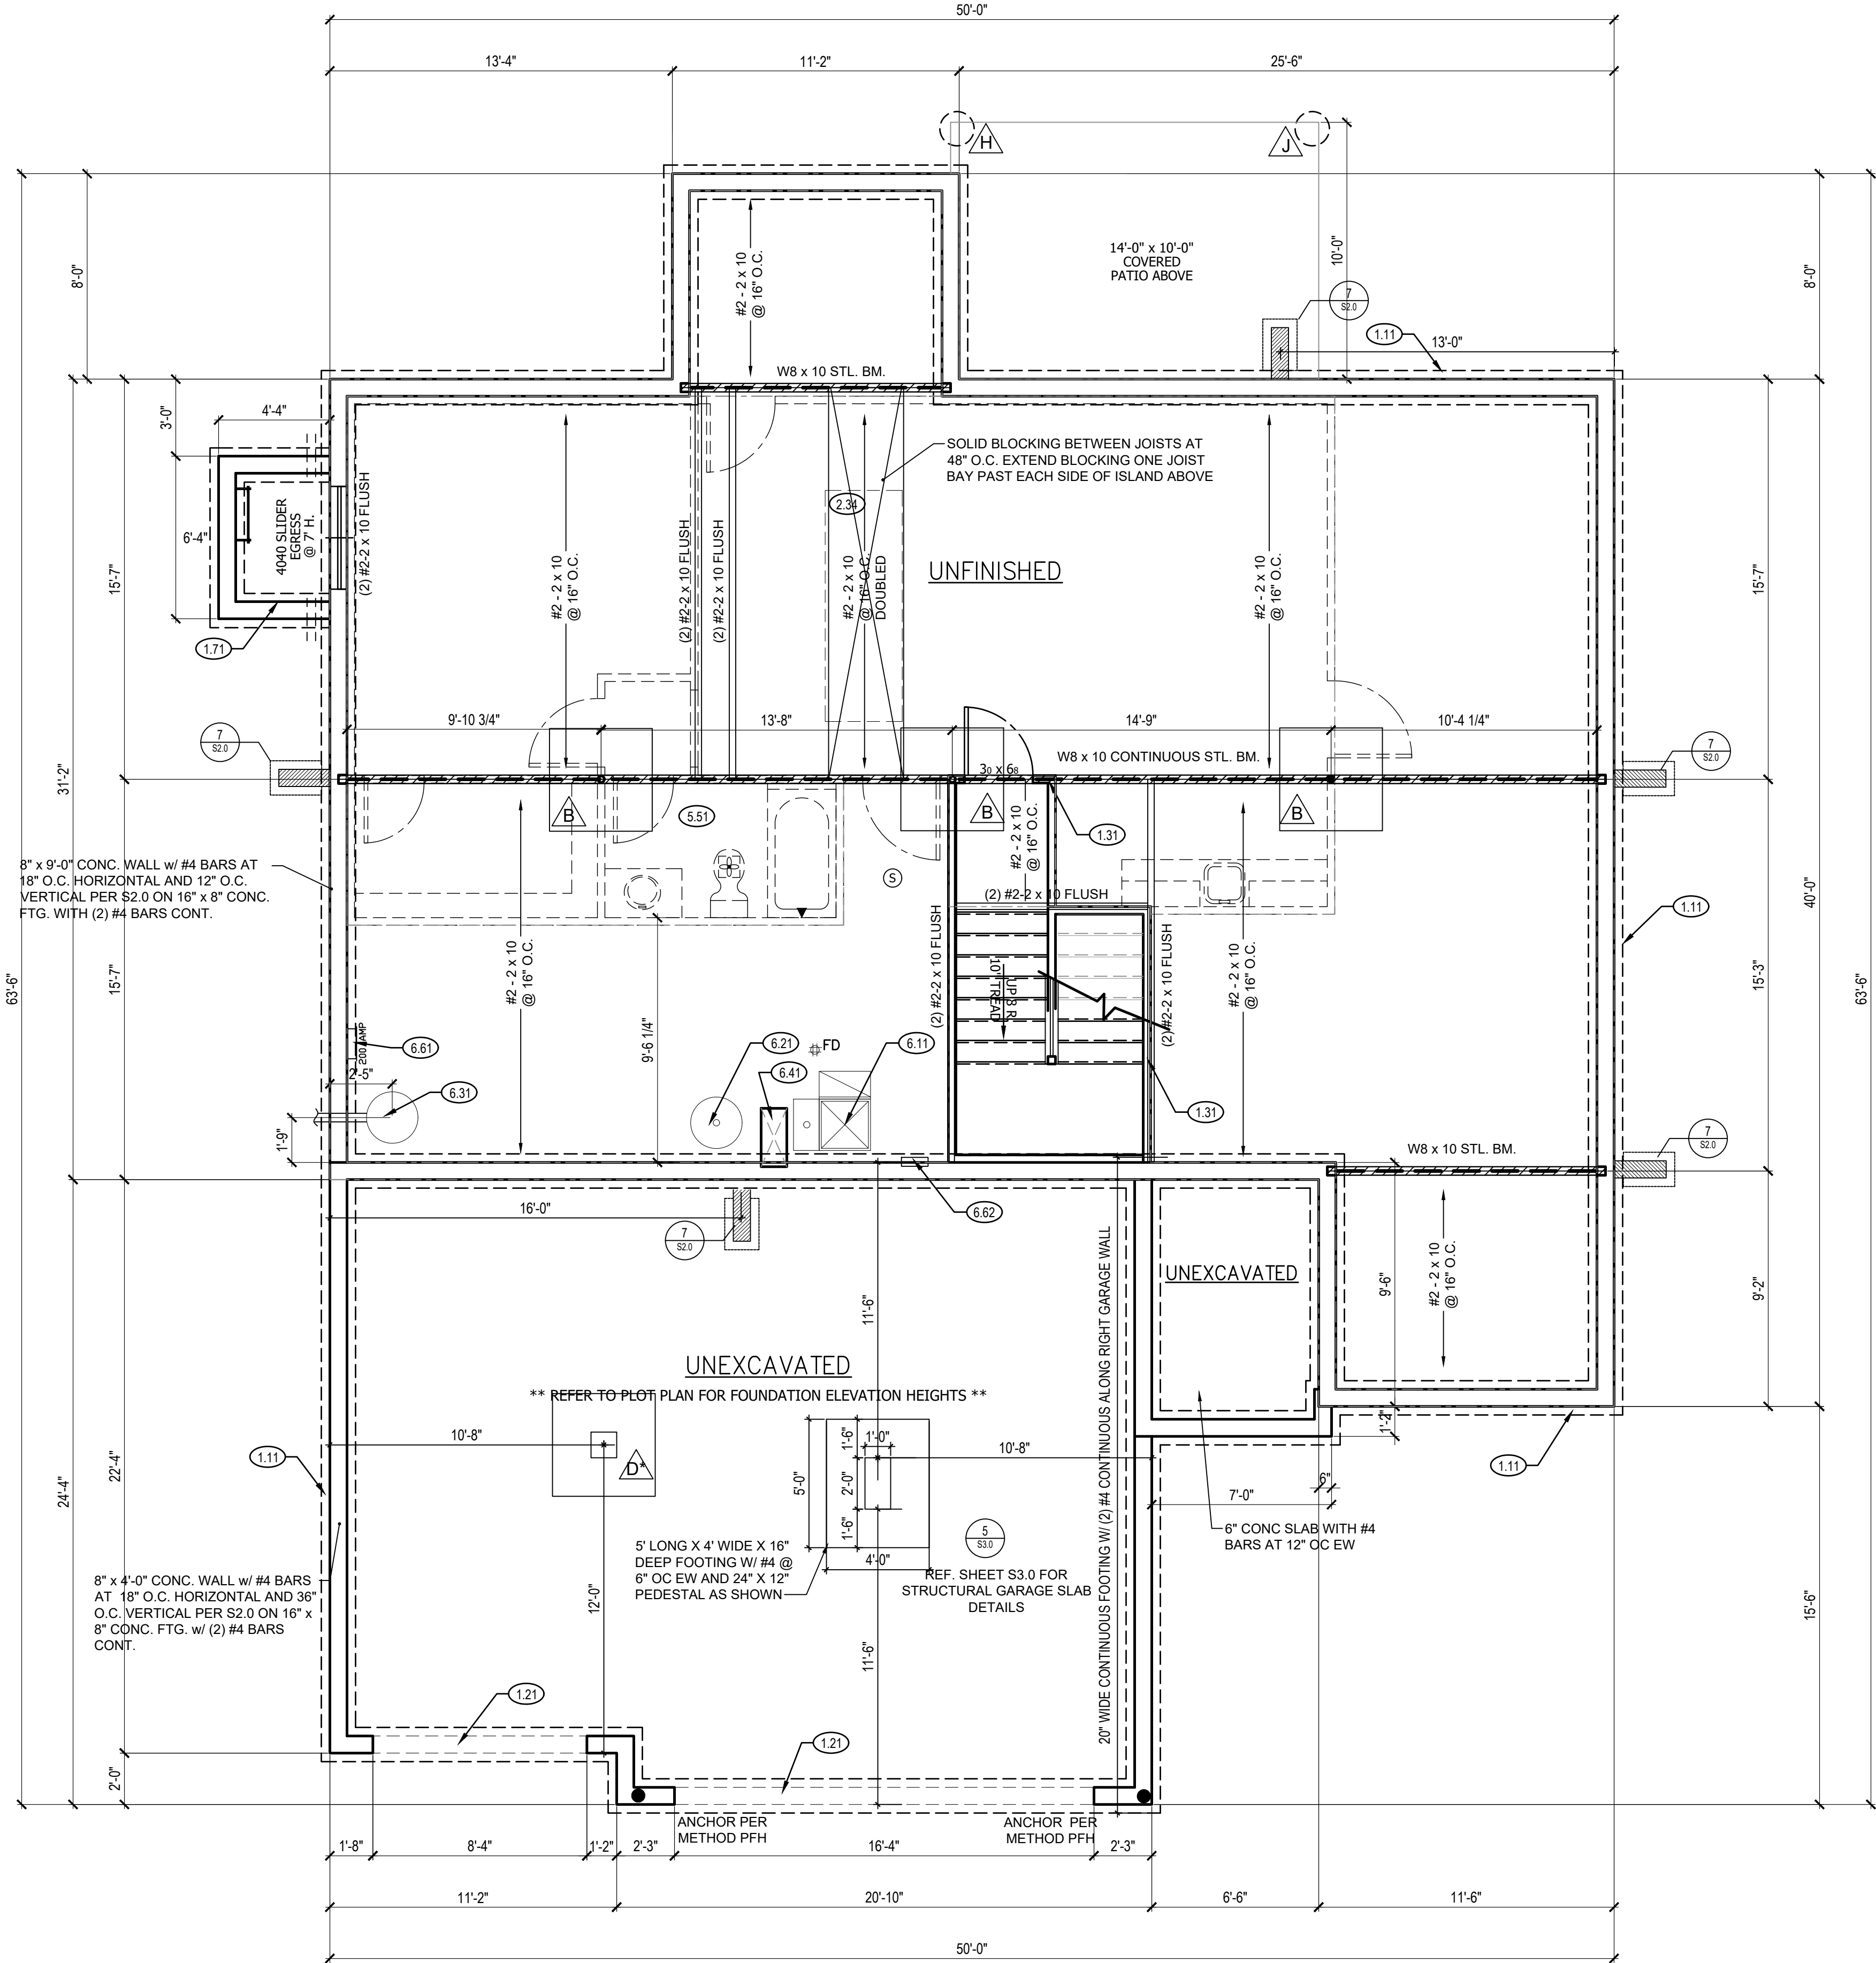 50'-0"
13'-4"
11'-2"
25'-6"
H
J
8'-0"
14'-0" x 10'-0"
COVERED
PATIO ABOVE
10'-0"
8'-0"
#2 - 2 x 10
@ 16" O.C.
7
S2.0
1.11
13'-0"
W8 x 10 STL. BM.
3'-0"
4'-4"
6'-4"
4040 SLIDER
EGRESS
@ 7' H.
(2) #2-2 x 10 FLUSH
1.71
15'-7"
#2 - 2 x 10
@ 16" O.C.
(2) #2-2 x 10 FLUSH
(2) #2-2 x 10 FLUSH
SOLID BLOCKING BETWEEN JOISTS AT
48" O.C. EXTEND BLOCKING ONE JOIST
BAY PAST EACH SIDE OF ISLAND ABOVE
2.34
#2 - 2 x 10
@ 16" O.C.
DOUBLED
UNFINISHED
#2 - 2 x 10
@ 16" O.C.
15'-7"
9'-10 3/4"
13'-8"
14'-9"
10'-4 1/4"
7
S2.0
W8 x 10 CONTINUOUS STL. BM.
30 x 68
7
S2.0
31'-2"
B
5.51
B
B
1.31
#2 - 2 x 10
@ 16" O.C.
8" x 9'-0" CONC. WALL w/ #4 BARS AT
18" O.C. HORIZONTAL AND 12" O.C.
VERTICAL PER S2.0 ON 16" x 8" CONC.
FTG. WITH (2) #4 BARS CONT.
S
(2) #2-2 x 10 FLUSH
1.11
40'-0"
63'-6"
15'-7"
#2 - 2 x 10
@ 16" O.C.
(2) #2-2 x 10 FLUSH
UP 8 R
10" TREAD
(2) #2-2 x 10 FLUSH
#2 - 2 x 10
@ 16" O.C.
15'-3"
63'-6"
200 AMP
6.61
9'-6 1/4"
6.21
FD
6.11
6.41
2'-5"
6.31
1'-9"
1.31
7
S2.0
W8 x 10 STL. BM.
16'-0"
7
S2.0
6.62
UNEXCAVATED
#2 - 2 x 10
@ 16" O.C.
9'-6"
9'-2"
11'-6"
20" WIDE CONTINUOUS FOOTING W/ (2) #4 CONTINUOUS ALONG RIGHT GARAGE WALL
UNEXCAVATED
** REFER TO PLOT PLAN FOR FOUNDATION ELEVATION HEIGHTS **
1'-2"
10'-8"
D*
1'-6"
1'-0"
10'-8"
5'-0"
2'-0"
1'-6"
4'-0"
1.11
1.11
6"
7'-0"
22'-4"
24'-4"
6" CONC SLAB WITH #4
BARS AT 12" OC EW
5
S3.0
5' LONG X 4' WIDE X 16"
DEEP FOOTING W/ #4 @
6" OC EW AND 24" X 12"
PEDESTAL AS SHOWN
REF. SHEET S3.0 FOR
STRUCTURAL GARAGE SLAB
DETAILS
8" x 4'-0" CONC. WALL w/ #4 BARS
AT 18" O.C. HORIZONTAL AND 36"
O.C. VERTICAL PER S2.0 ON 16" x
8" CONC. FTG. w/ (2) #4 BARS
CONT.
12'-0"
11'-6"
15'-6"
1.21
1.21
2'-0"
ANCHOR PER
METHOD PFH
ANCHOR PER
METHOD PFH
1'-8"
8'-4"
1'-2"
2'-3"
16'-4"
2'-3"
11'-2"
20'-10"
6'-6"
11'-6"
50'-0"